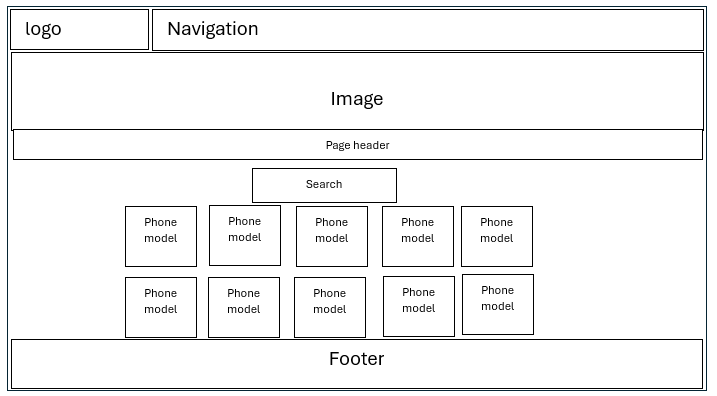 logo
Navigation
Image
Page header
Search
Phone
model
Phone
model
Phone
model
Phone
model
Phone
model
Phone
model
Phone
model
Phone
model
Phone
model
Phone
model
Footer